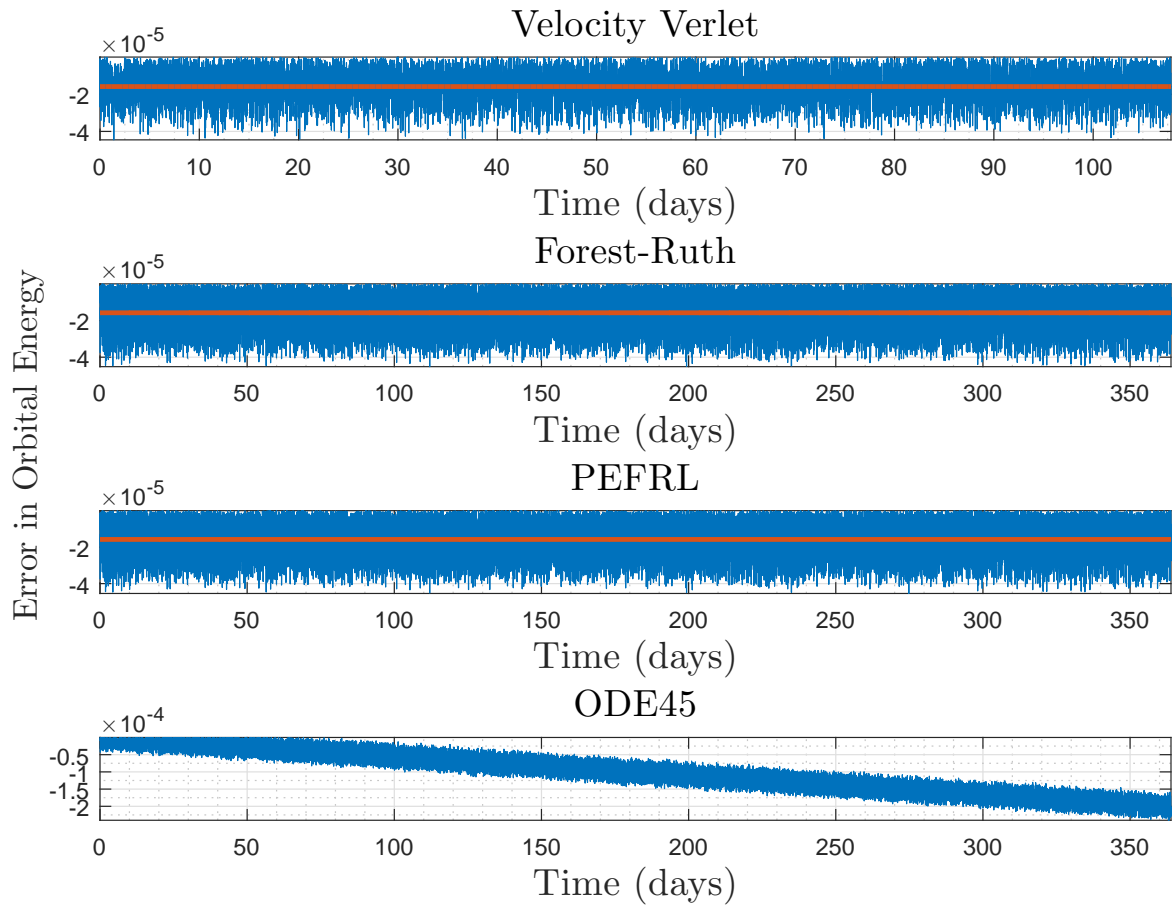 Error in Orbital Energy
Velocity Verlet
×10-5
-2
-4
0 10 20 30 40 50 60 70 80 90 100
Time (days)
Forest-Ruth
×10-5
-2
-4
0 50 100 150 200 250 300 350
Time (days)
PEFRL
×10-5
-2
-4
0 50 100 150 200 250 300 350
Time (days)
ODE45
×10-4
-0.5
-1
-1.5
-2
0 50 100 150 200 250 300 350
Time (days)